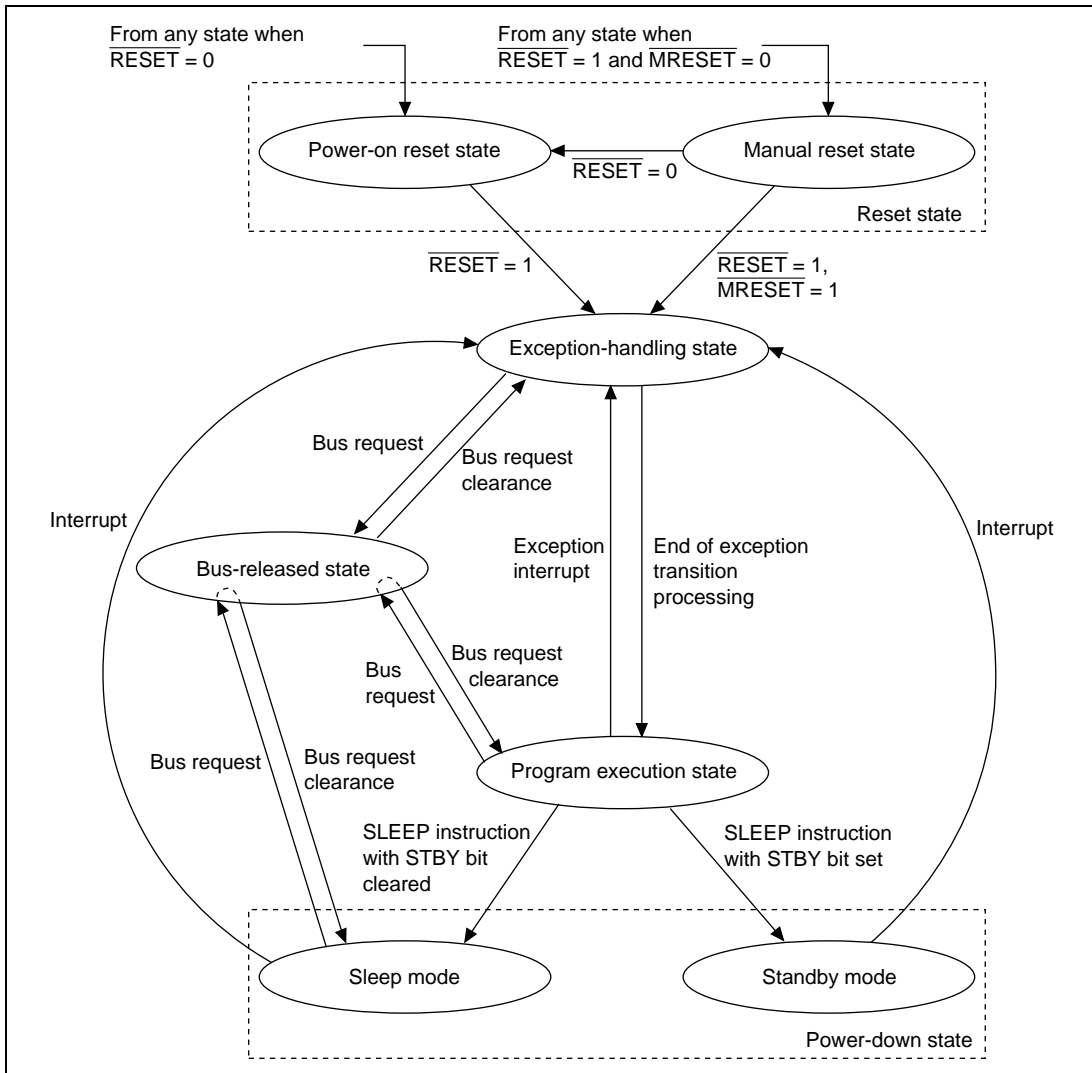 From any state when
RESET = 0
From any state when
RESET = 1 and MRESET = 0
Power-on reset state
RESET = 0
Manual reset state
Reset state
RESET = 1
RESET = 1,
MRESET = 1
Exception-handling state
Bus request
Bus request
clearance
Interrupt
Exception
interrupt
End of exception
transition
processing
Interrupt
Bus-released state
Bus
request
Bus request
clearance
Bus request
Bus request
clearance
Program execution state
SLEEP instruction
with STBY bit
cleared
SLEEP instruction
with STBY bit set
Sleep mode
Standby mode
Power-down state